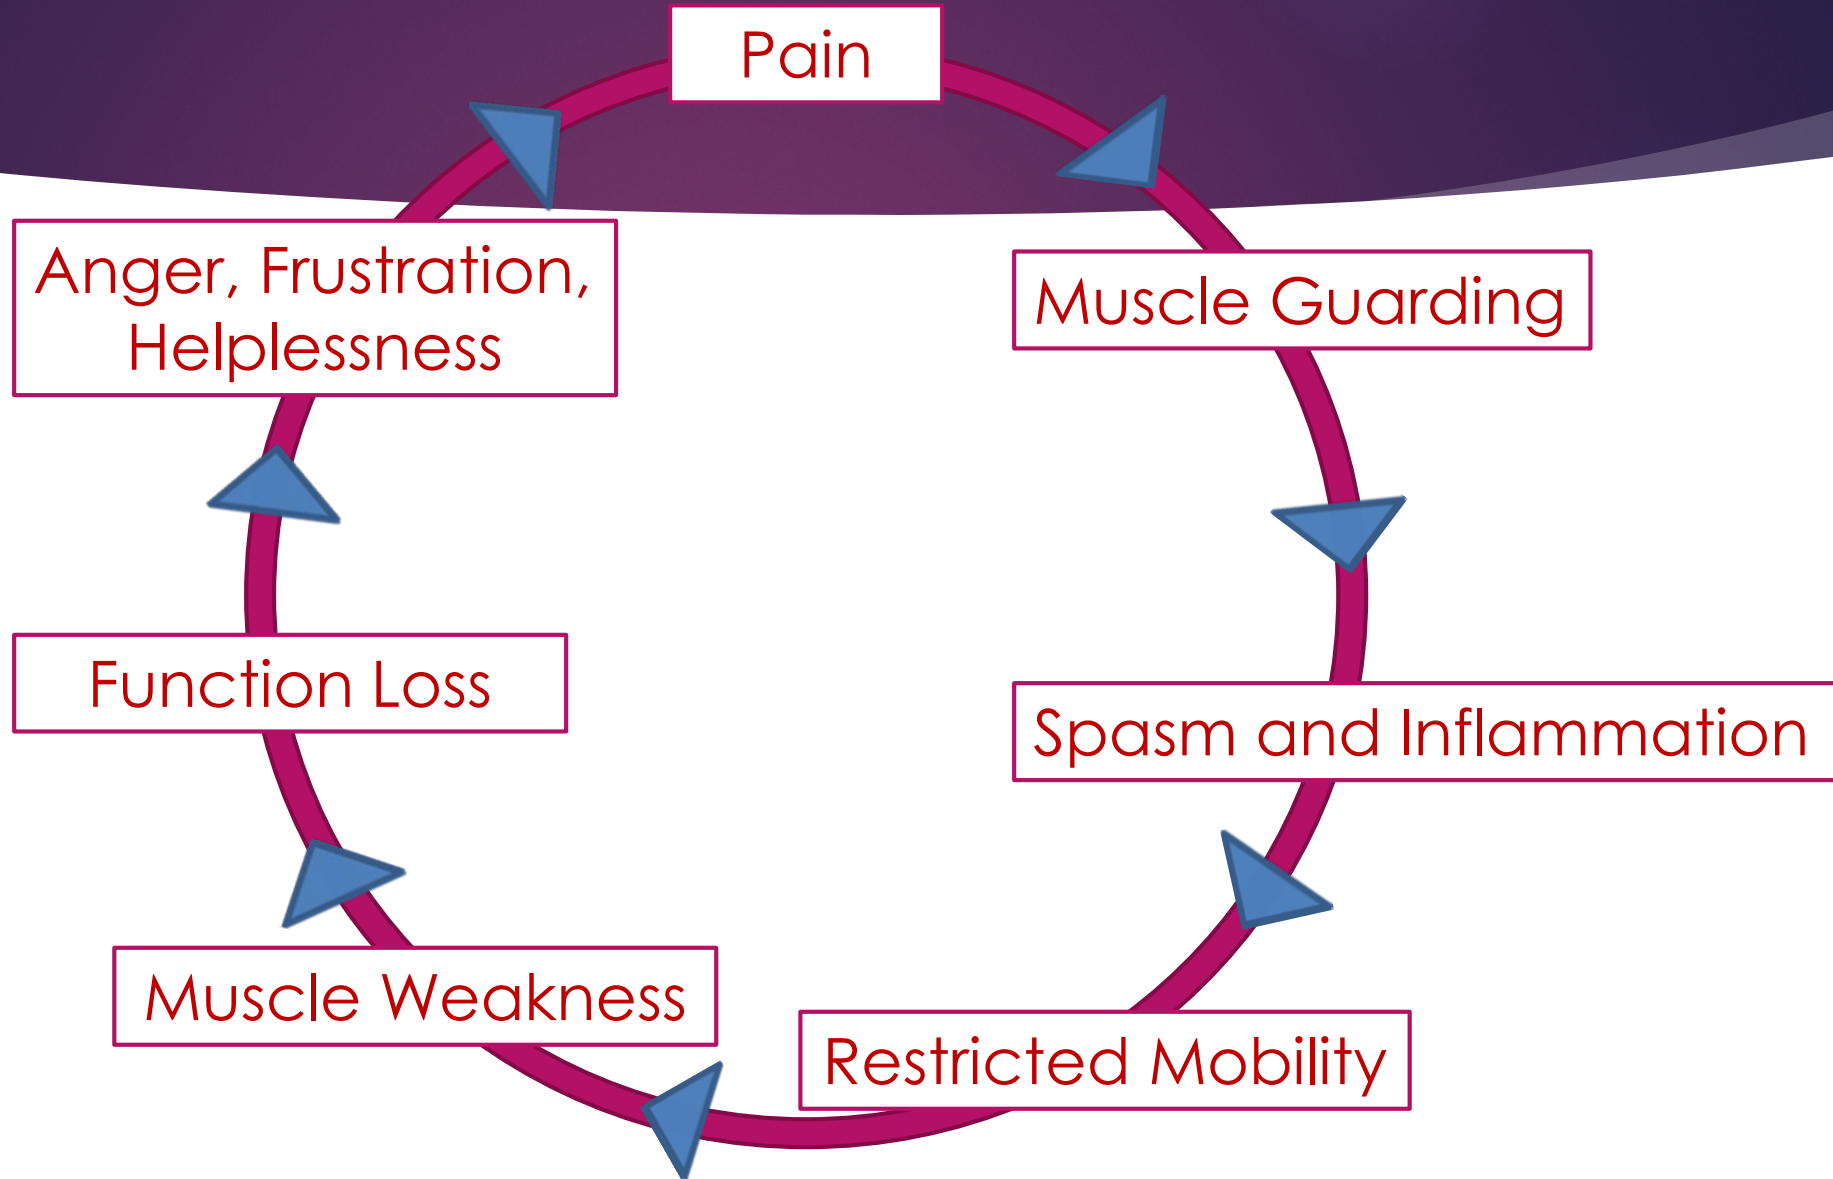 Pain
Muscle Guarding
Spasm and Inflammation
Restricted Mobility
Muscle Weakness
Function Loss
Anger, Frustration,
Helplessness